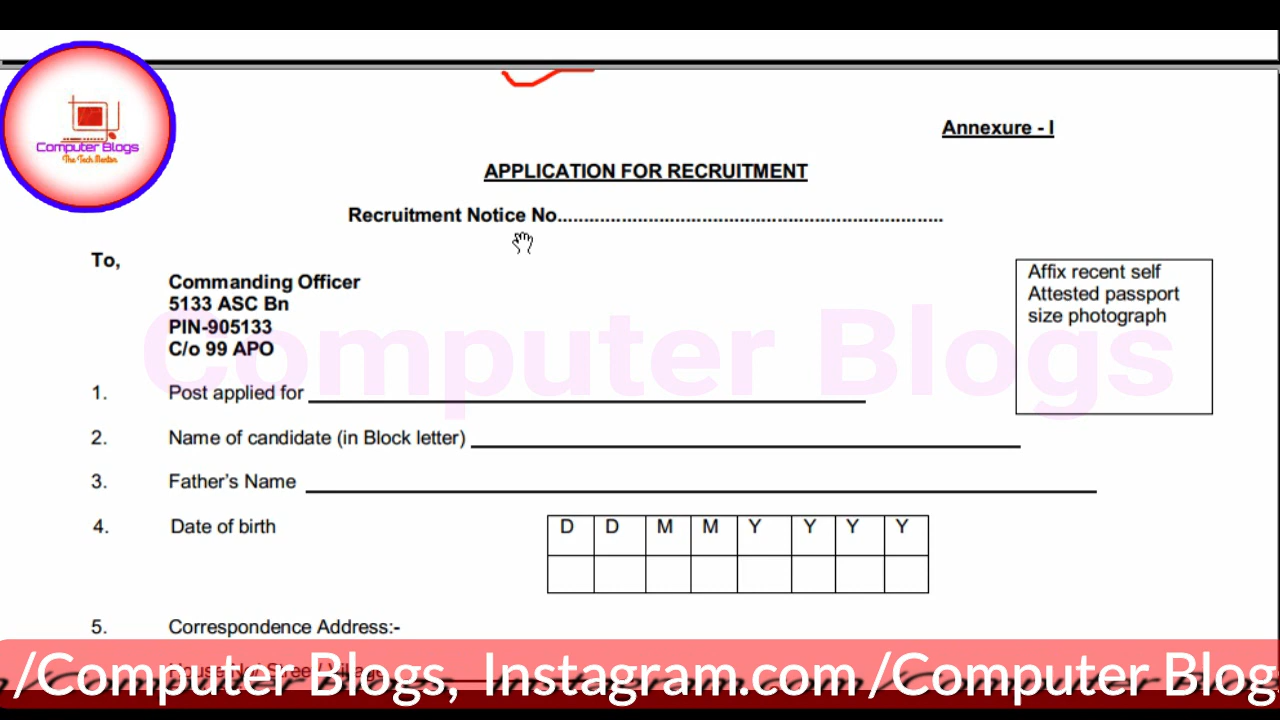 Annexure - I
Computer Blogs
The Tech Mentor
APPLICATION FOR RECRUITMENT
Recruitment Notice No..........................................................................
To,
Commanding Officer
5133 ASC Bn
PIN-905133
C/o 99 APO
Affix recent self
Attested passport
size photograph
Computer Blogs
1. Post applied for
2. Name of candidate (in Block letter)
3. Father's Name
4. Date of birth
D D M M Y Y Y Y
5. Correspondence Address:-
/Computer Blogs, Instagram.com /Computer Blog